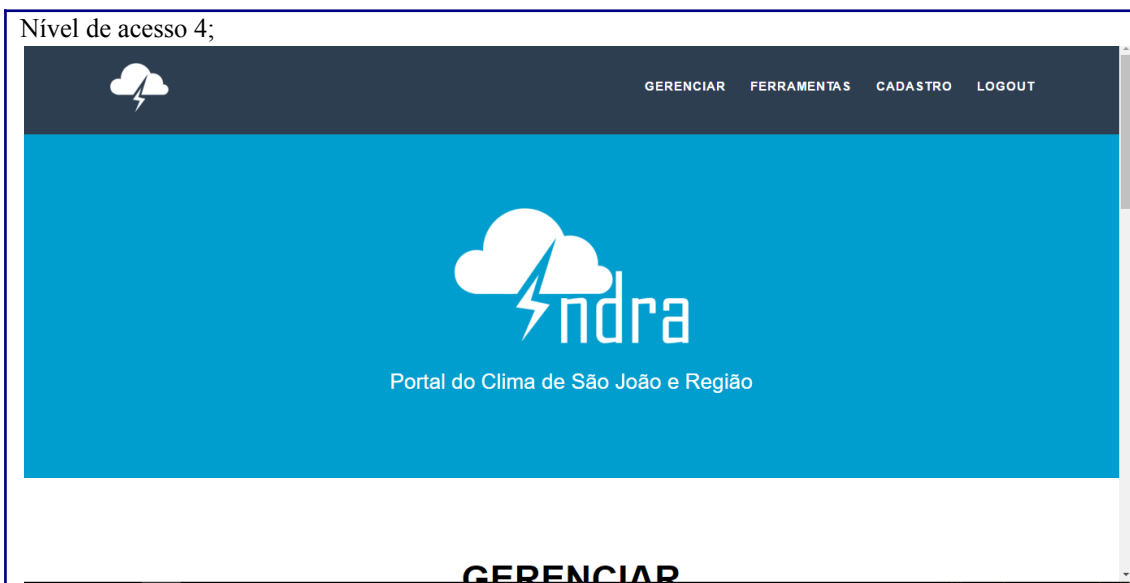 Nível de acesso 4;
GERENCIAR FERRAMENTAS CADASTRO LOGOUT
ndra
Portal do Clima de São João e Região
GERENCIAR